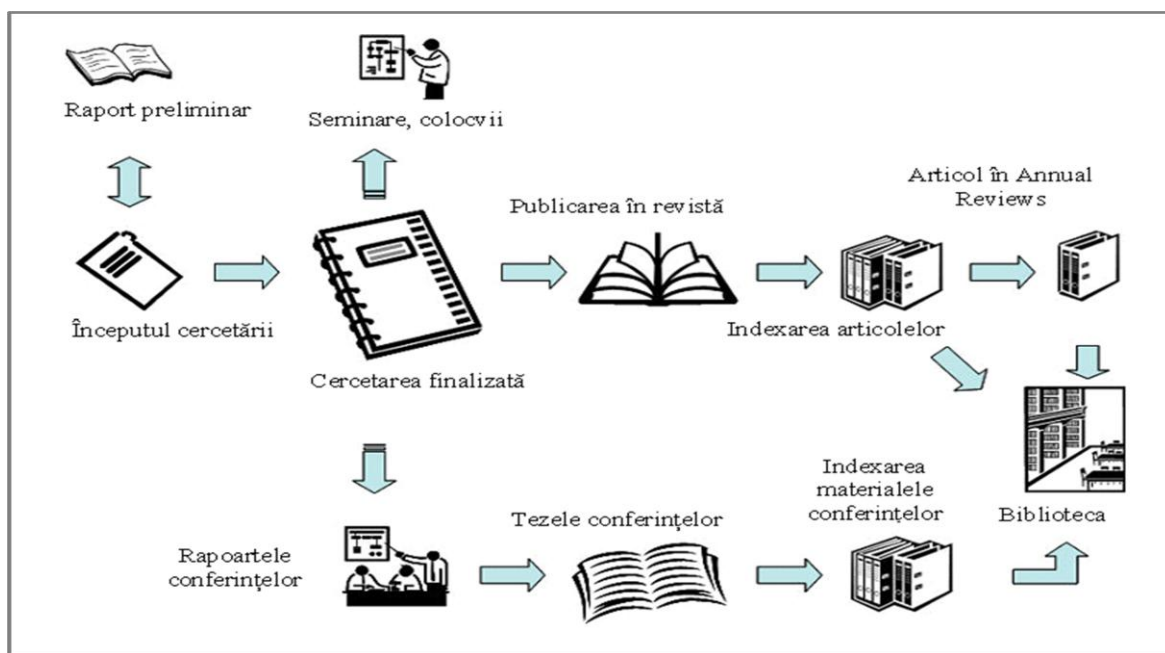 Raport preliminar
Seminare, colocvii
Articol în Annual
Reviews
Publicarea în revistă
Începutul cercetării
Indexarea articolelor
Cercetarea finalizată
Indexarea
materialele
conferințelor
Biblioteca
Tezele conferințelor
Rapoartele
conferințelor